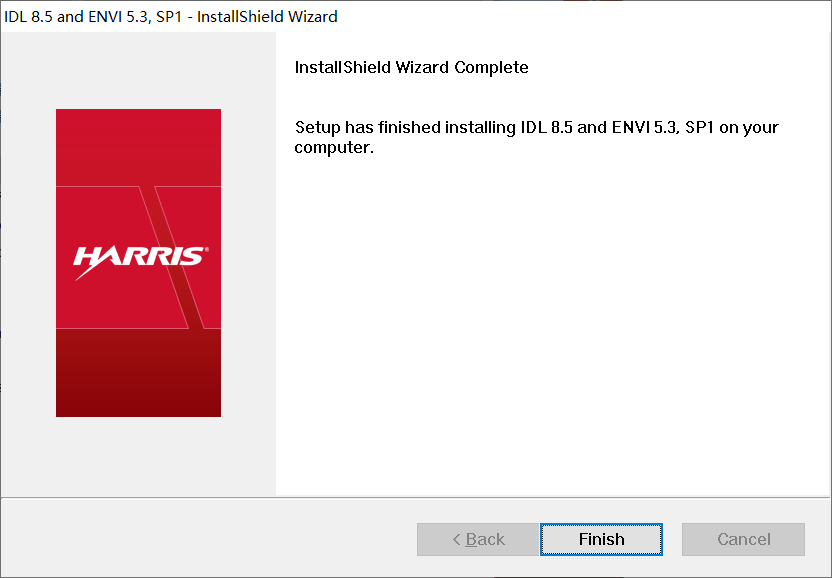 IDL 8.5 and ENVI 5.3, SP1 - InstallShield Wizard
InstallShield Wizard Complete
Setup has finished installing IDL 8.5 and ENVI 5.3, SP1 on your
computer.
HARRIS®
< Back
Finish
Cancel